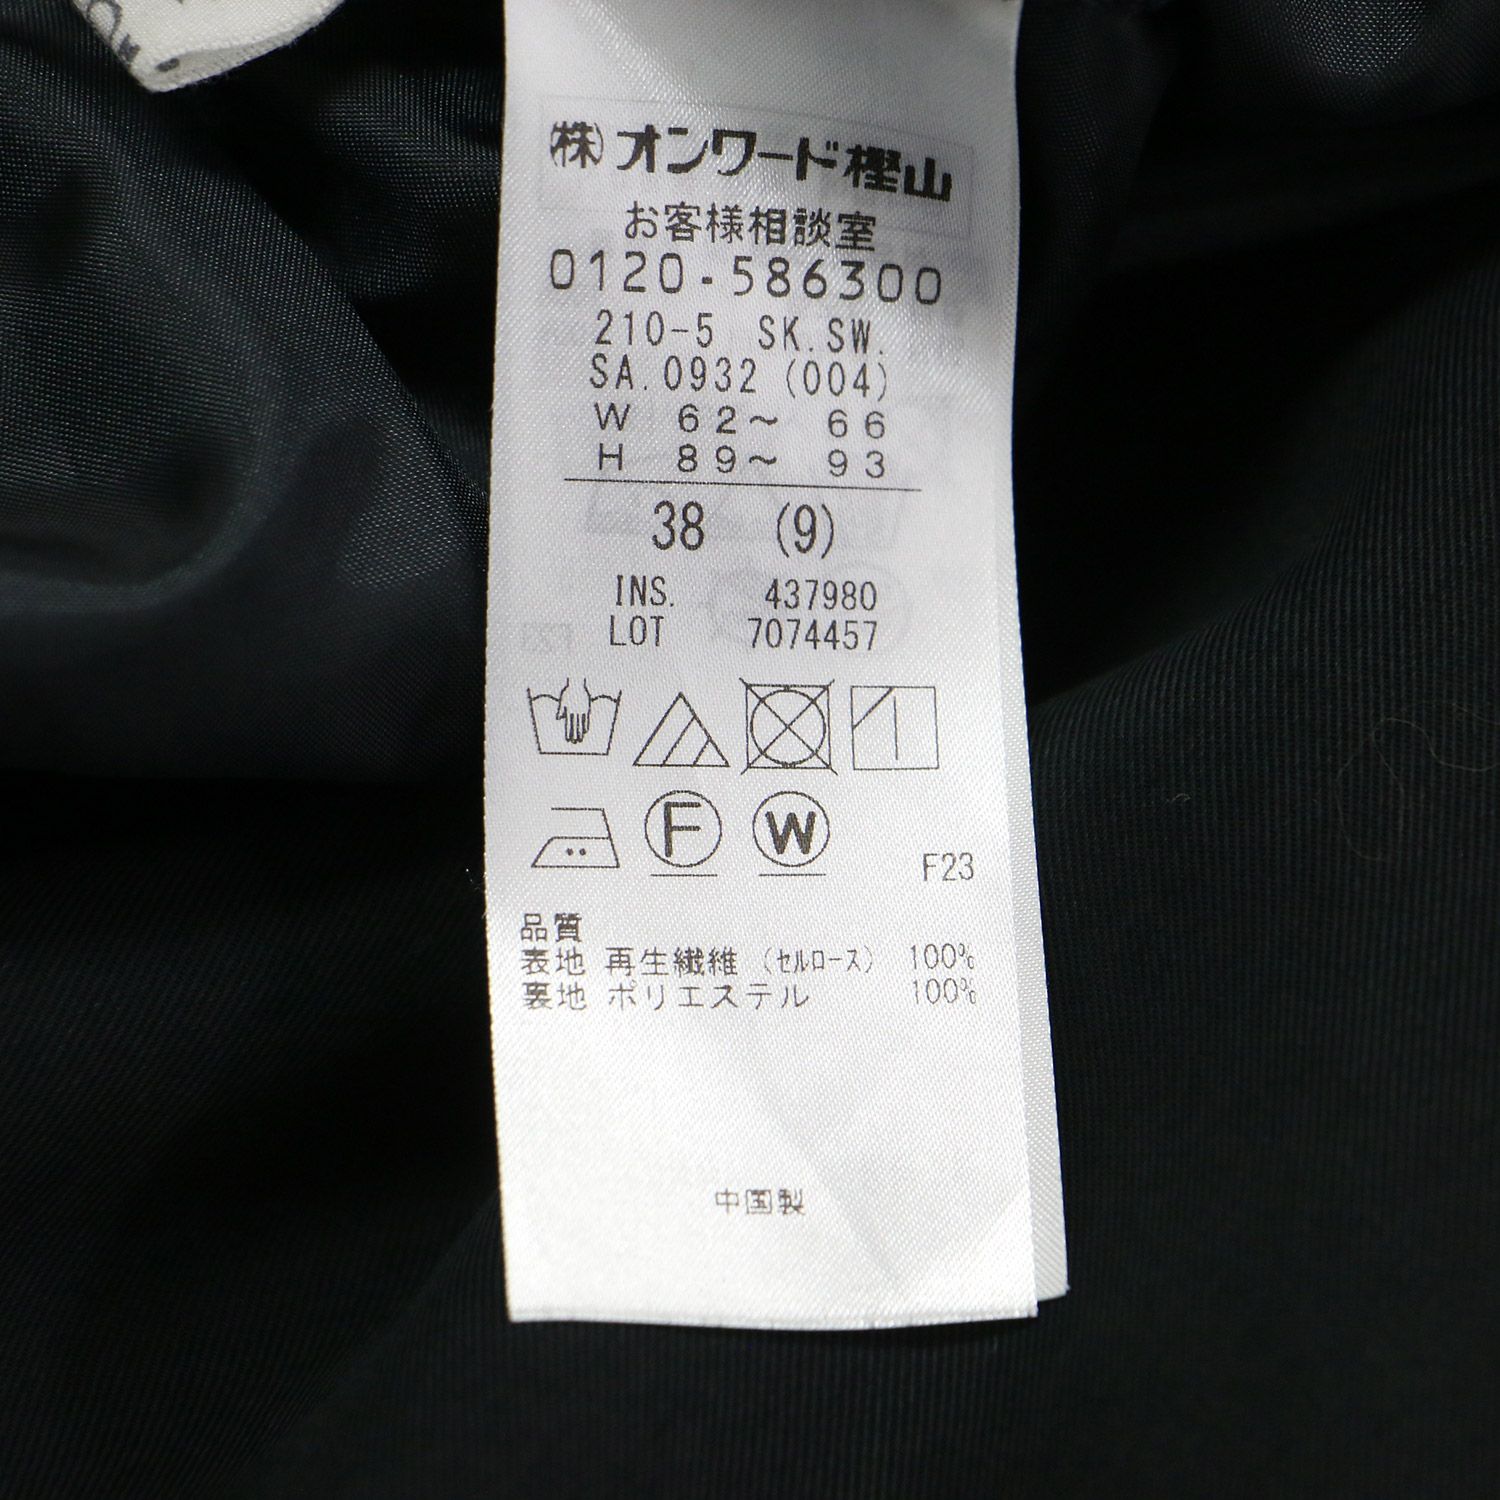 ㈱オンワード樫山
お客様相談室
0120-586300
210-5 SK.SW.
SA.0932 (004)
W 62～ 66
H 89～ 93
38 (9)
INS. 437980
LOT 7074457
F W
F23
品質
表地 再生繊維 (セルロース) 100%
裏地 ポリエステル 100%
中国製